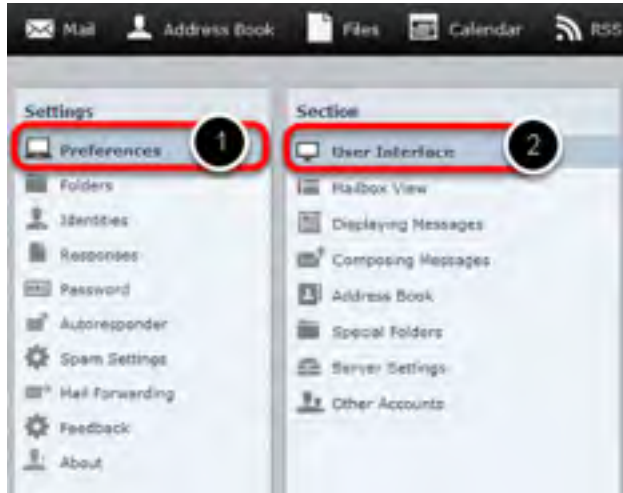 Mail Address Book Files Calendar RSS
Settings
Preferences 1
Folders
Identities
Responses
Password
Autoresponder
Spam Settings
Mail Forwarding
Feedback
About
Section
User Interface 2
Mailbox View
Displaying Messages
Composing Messages
Address Book
Special Folders
Server Settings
Other Accounts